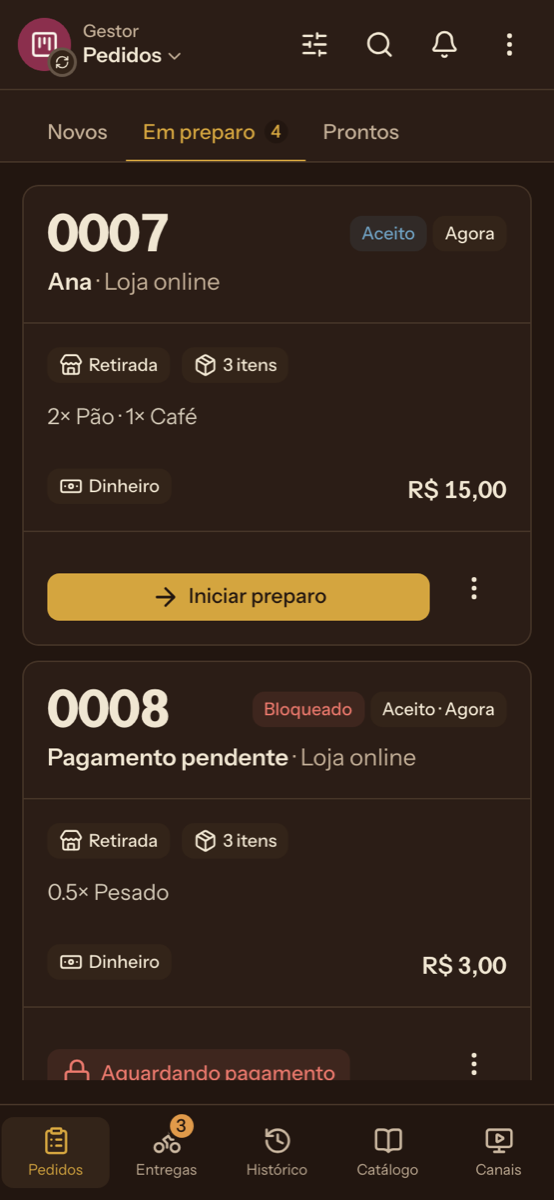 Gestor
Pedidos
Novos
Em preparo 4
Prontos
0007
Aceito
Agora
Ana · Loja online
Retirada
3 itens
2× Pão · 1× Café
Dinheiro
R$ 15,00
Iniciar preparo
0008
Bloqueado
Aceito · Agora
Pagamento pendente · Loja online
Retirada
3 itens
0.5× Pesado
Dinheiro
R$ 3,00
Aguardando pagamento
3
Pedidos
Entregas
Histórico
Catálogo
Canais